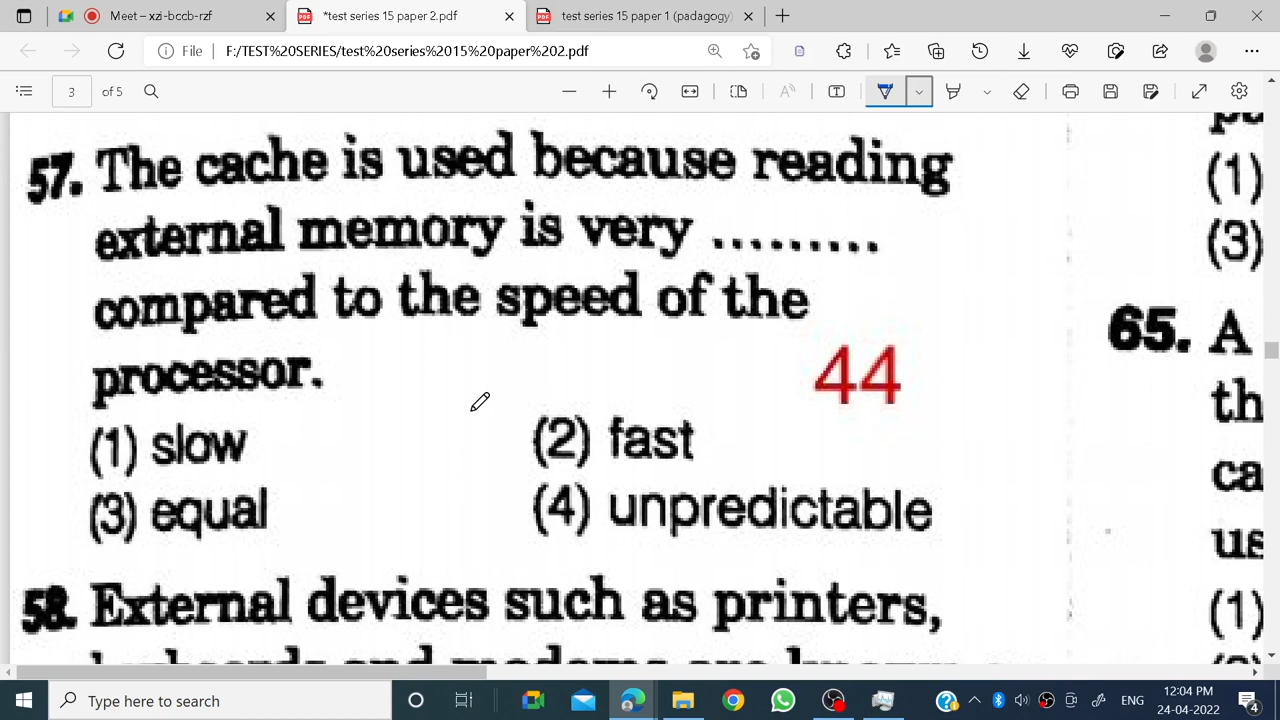 Meet – xzi-bccb-rzf
*test series 15 paper 2.pdf
test series 15 paper 1 (padagogy)
File F:/TEST%20SERIES/test%20series%2015%20paper%202.pdf
3 of 5
57. The cache is used because reading
external memory is very .........
compared to the speed of the
processor.
44
(1) slow (2) fast
(3) equal (4) unpredictable
58. External devices such as printers,
(1)
(3)
65. A
th
ca
us
(1)
Type here to search
ENG
12:04 PM
24-04-2022
4